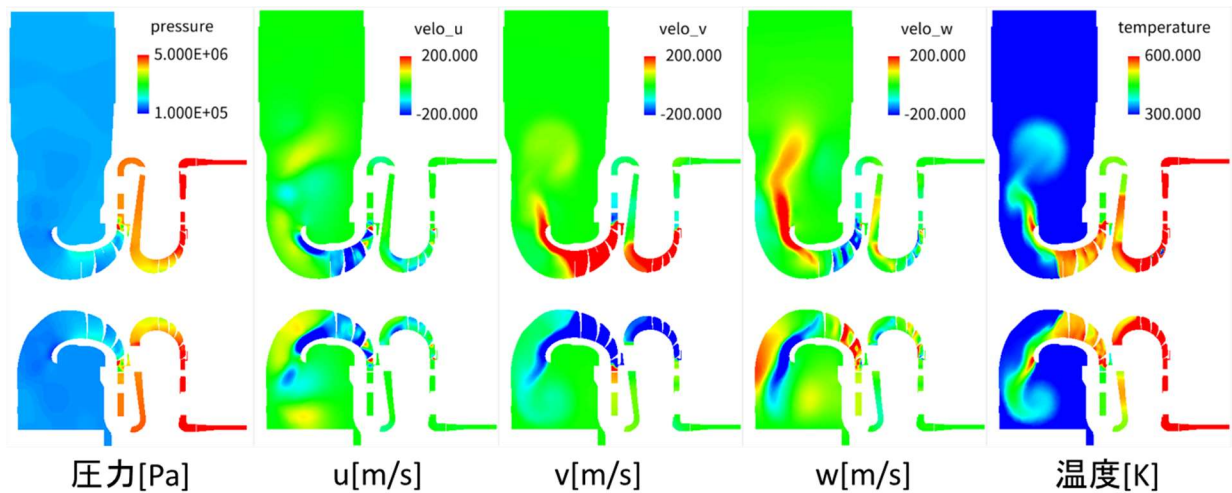 pressure
5.000E+06
1.000E+05
velo_u
200.000
-200.000
velo_v
200.000
-200.000
velo_w
200.000
-200.000
temperature
600.000
300.000
圧力[Pa]
u[m/s]
v[m/s]
w[m/s]
温度[K]